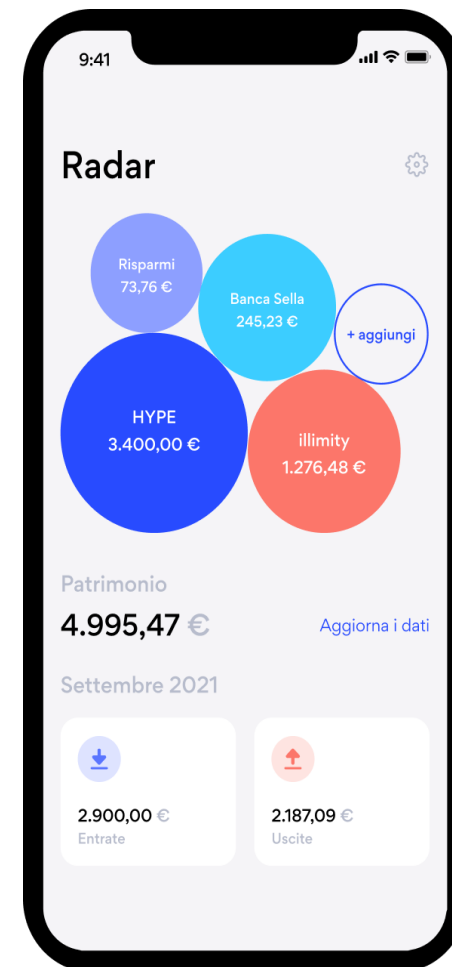 9:41
Radar
Risparmi
73,76 €
Banca Sella
245,23 €
+ aggiungi
HYPE
3.400,00 €
illimity
1.276,48 €
Patrimonio
4.995,47 €
Aggiorna i dati
Settembre 2021
2.900,00 €
Entrate
2.187,09 €
Uscite